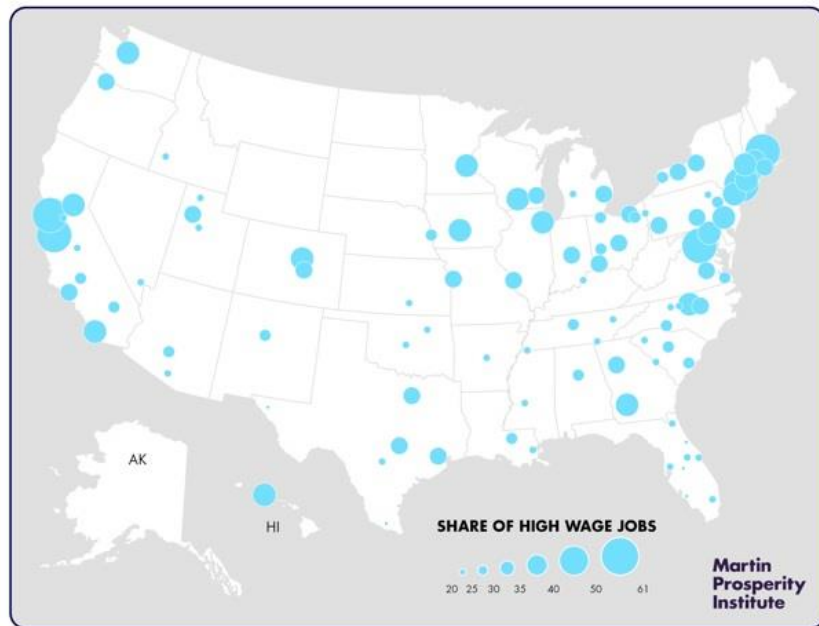 AK
HI
SHARE OF HIGH WAGE JOBS
20 25 30 35 40 50 61
Martin
Prosperity
Institute